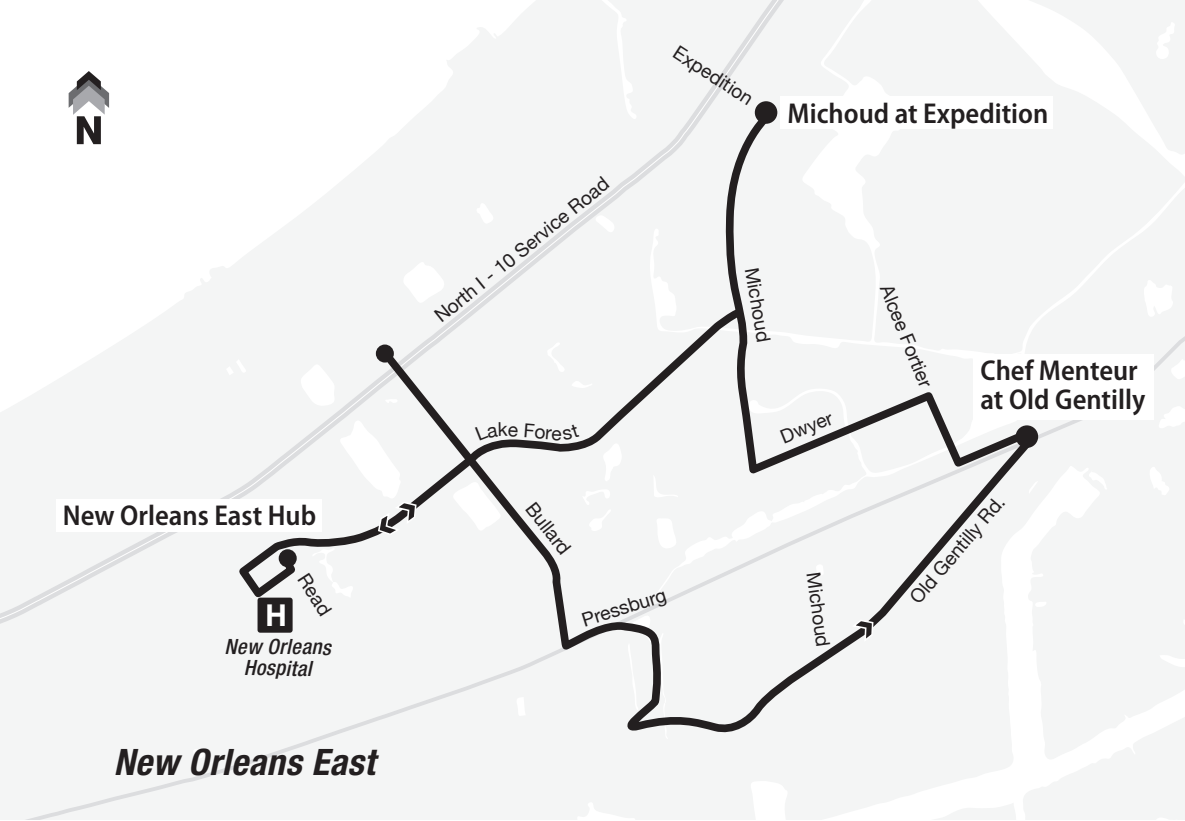 Expedition
Michoud at Expedition
N
North I - 10 Service Road
Michoud
Alcee Fortier
Chef Menteur
at Old Gentilly
Dwyer
Lake Forest
New Orleans East Hub
Bullard
Old Gentilly Rd.
Read
Pressburg
Michoud
H
New Orleans
Hospital
New Orleans East